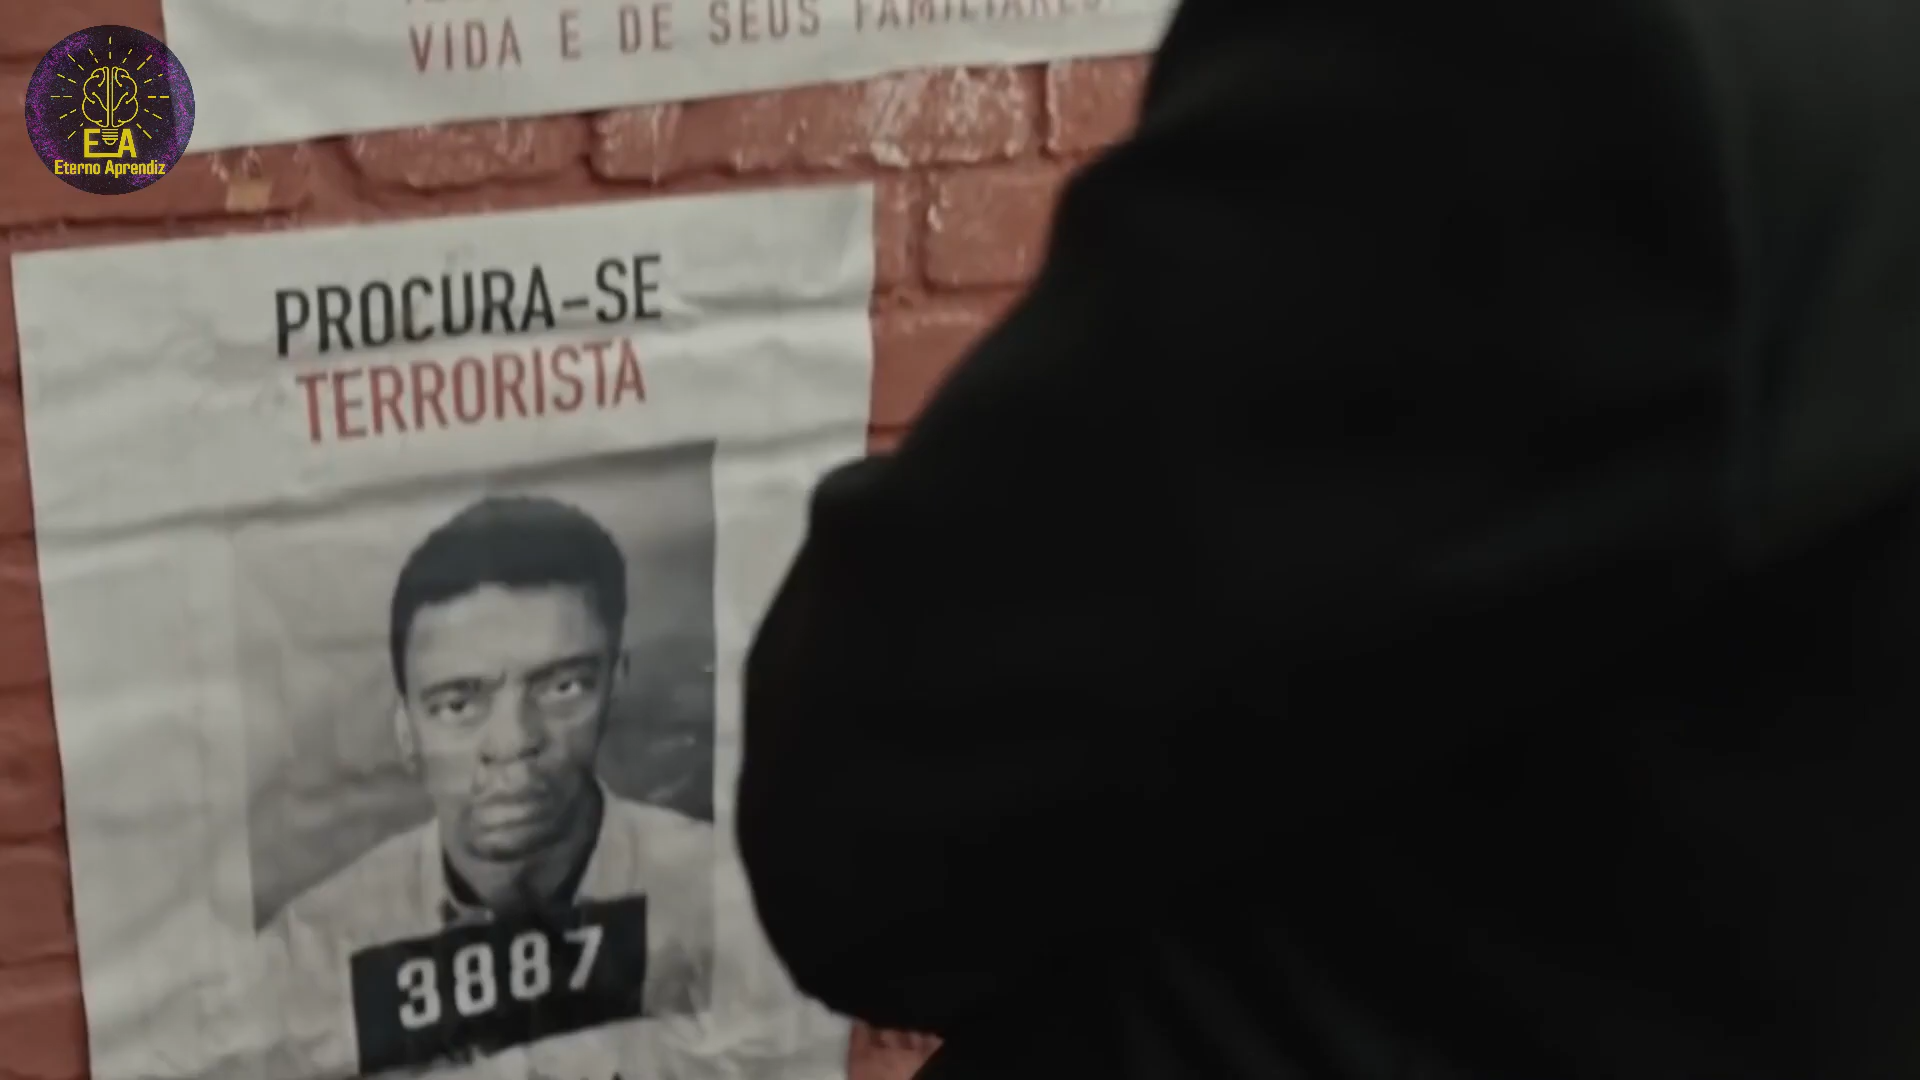 VIDA E DE SEUS FAMILIARES.
EA
Eterno Aprendiz
PROCURA-SE
TERRORISTA
3887